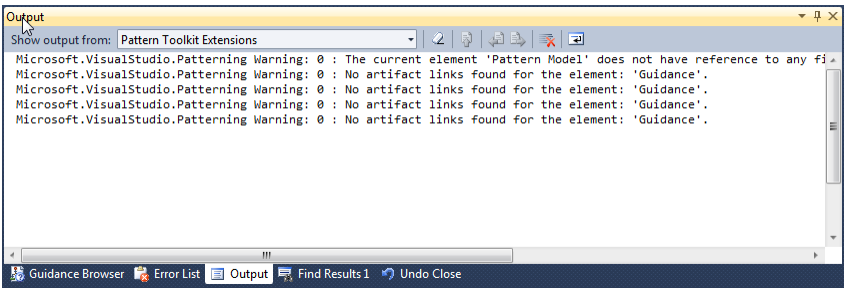 Output
Show output from: Pattern Toolkit Extensions
Microsoft.VisualStudio.Patterning Warning: 0 : The current element 'Pattern Model' does not have reference to any fi
Microsoft.VisualStudio.Patterning Warning: 0 : No artifact links found for the element: 'Guidance'.
Microsoft.VisualStudio.Patterning Warning: 0 : No artifact links found for the element: 'Guidance'.
Microsoft.VisualStudio.Patterning Warning: 0 : No artifact links found for the element: 'Guidance'.
Microsoft.VisualStudio.Patterning Warning: 0 : No artifact links found for the element: 'Guidance'.
Guidance Browser Error List Output Find Results 1 Undo Close